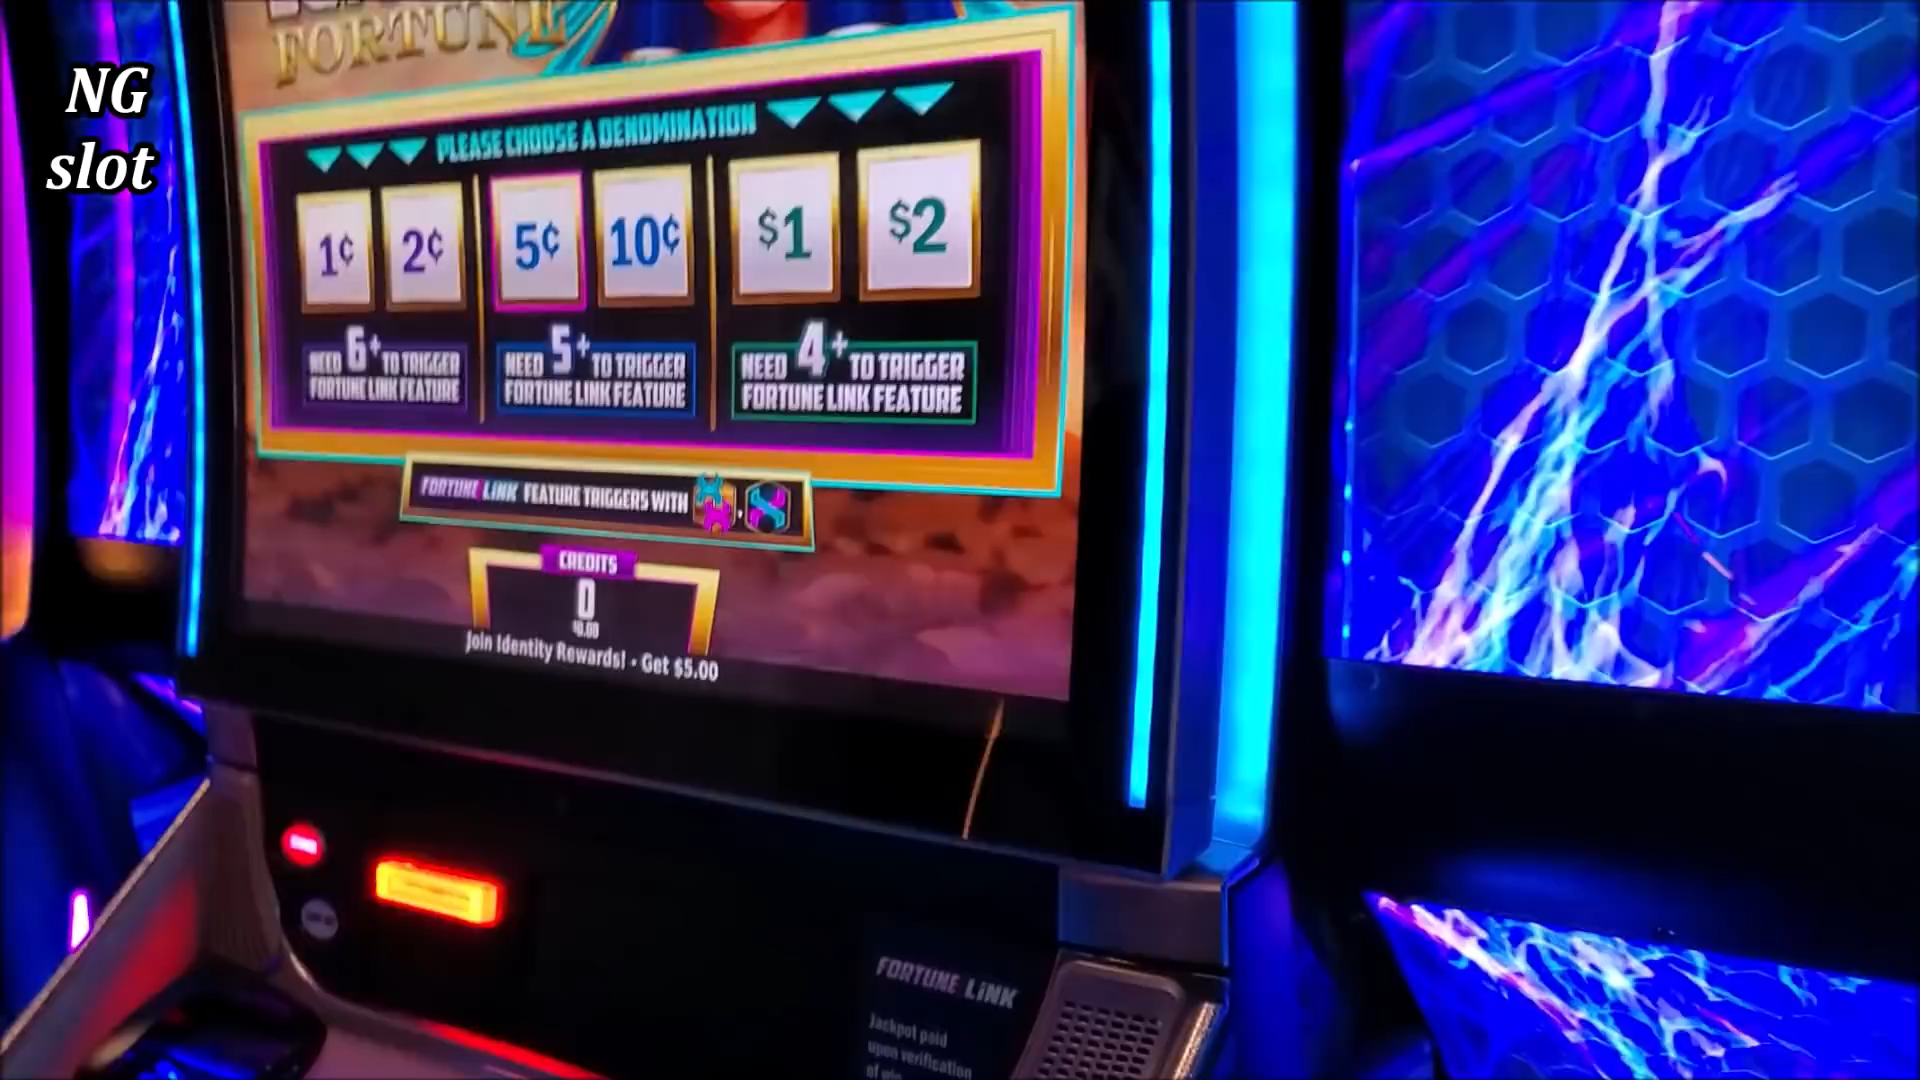 NG
slot
FORTUNE
PLEASE CHOOSE A DENOMINATION
1¢ 2¢ 5¢ 10¢ $1 $2
NEED 6+ TO TRIGGER
FORTUNE LINK FEATURE
NEED 5+ TO TRIGGER
FORTUNE LINK FEATURE
NEED 4+ TO TRIGGER
FORTUNE LINK FEATURE
FORTUNE LINK FEATURE TRIGGERS WITH
CREDITS
0
$0.00
Join Identity Rewards! • Get $5.00
FORTUNE LINK
Jackpot paid
upon verification
of win